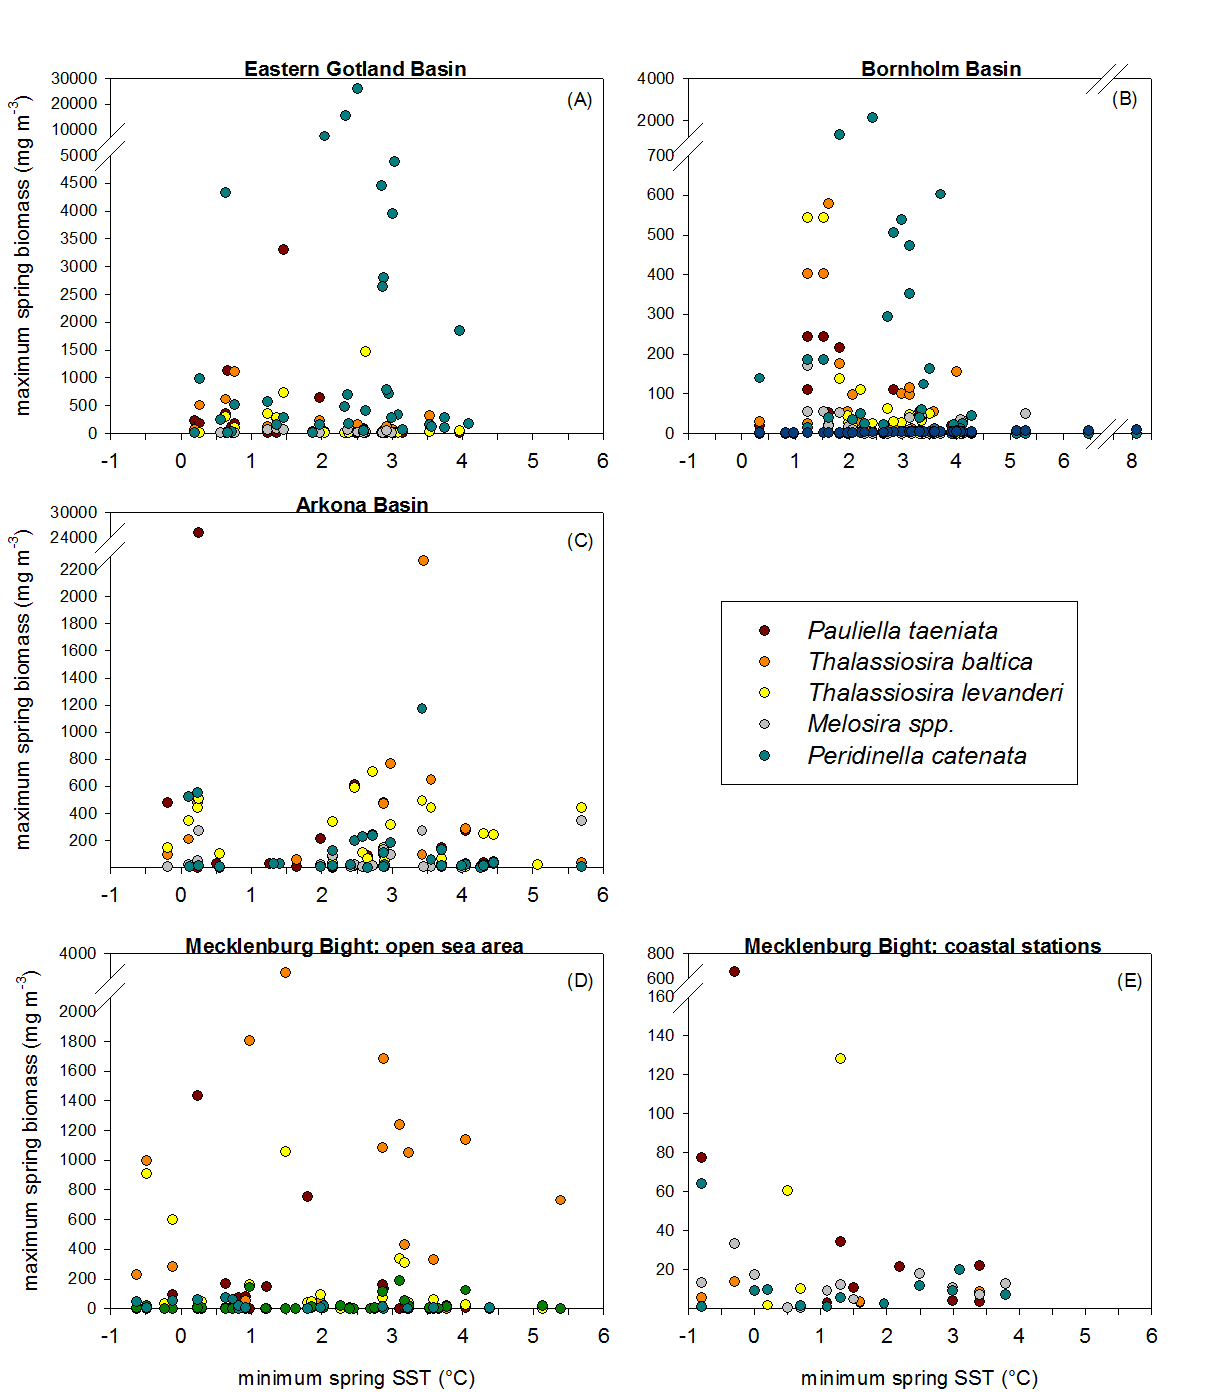 Eastern Gotland Basin
(A)
maximum spring biomass (mg m-3)
30000
20000
10000
5000
4500
4000
3500
3000
2500
2000
1500
1000
500
0
-1 0 1 2 3 4 5 6
Bornholm Basin
(B)
4000
2000
700
600
500
400
300
200
100
0
-1 0 1 2 3 4 5 6 8
Arkona Basin
(C)
maximum spring biomass (mg m-3)
30000
24000
2200
2000
1800
1600
1400
1200
1000
800
600
400
200
-1 0 1 2 3 4 5 6
Pauliella taeniata
Thalassiosira baltica
Thalassiosira levanderi
Melosira spp.
Peridinella catenata
Mecklenburg Bight: open sea area
(D)
maximum spring biomass (mg m-3)
4000
2000
1800
1600
1400
1200
1000
800
600
400
200
0
-1 0 1 2 3 4 5 6
minimum spring SST (°C)
Mecklenburg Bight: coastal stations
(E)
800
600
160
140
120
100
80
60
40
20
-1 0 1 2 3 4 5 6
minimum spring SST (°C)